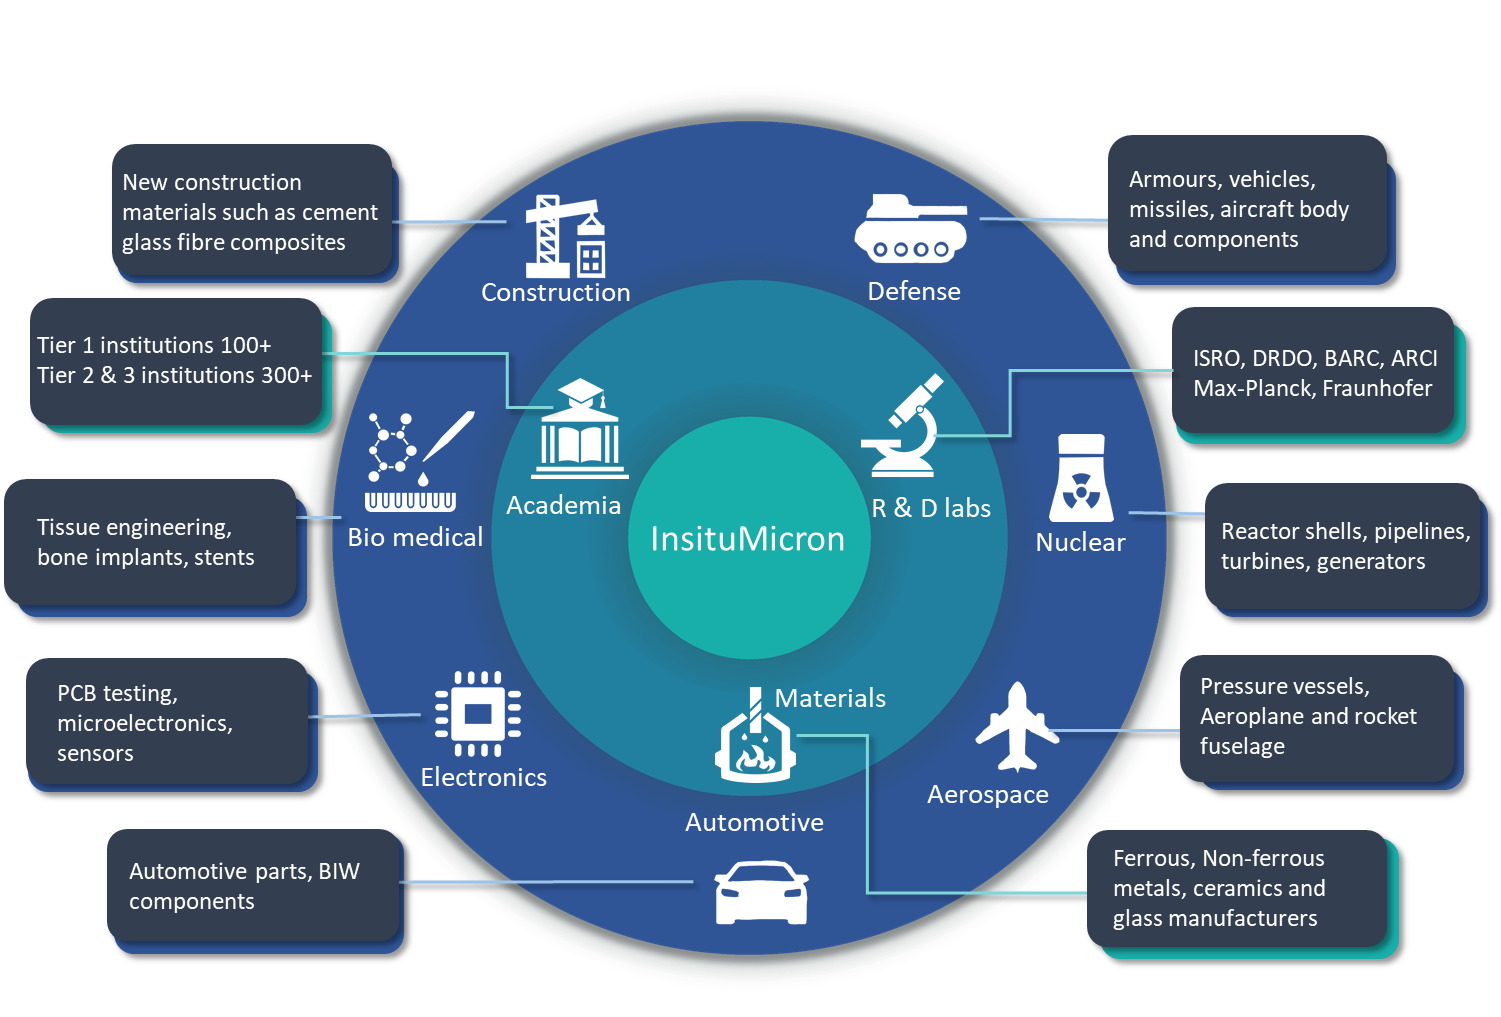 New construction
materials such as cement
glass fibre composites
Construction
Defense
Armours, vehicles,
missiles, aircraft body
and components
Tier 1 institutions 100+
Tier 2 & 3 institutions 300+
Academia
R & D labs
ISRO, DRDO, BARC, ARCI
Max-Planck, Fraunhofer
InsituMicron
Tissue engineering,
bone implants, stents
Bio medical
Nuclear
Reactor shells, pipelines,
turbines, generators
PCB testing,
microelectronics,
sensors
Electronics
Materials
Aerospace
Pressure vessels,
Aeroplane and rocket
fuselage
Automotive
Automotive parts, BIW
components
Ferrous, Non-ferrous
metals, ceramics and
glass manufacturers